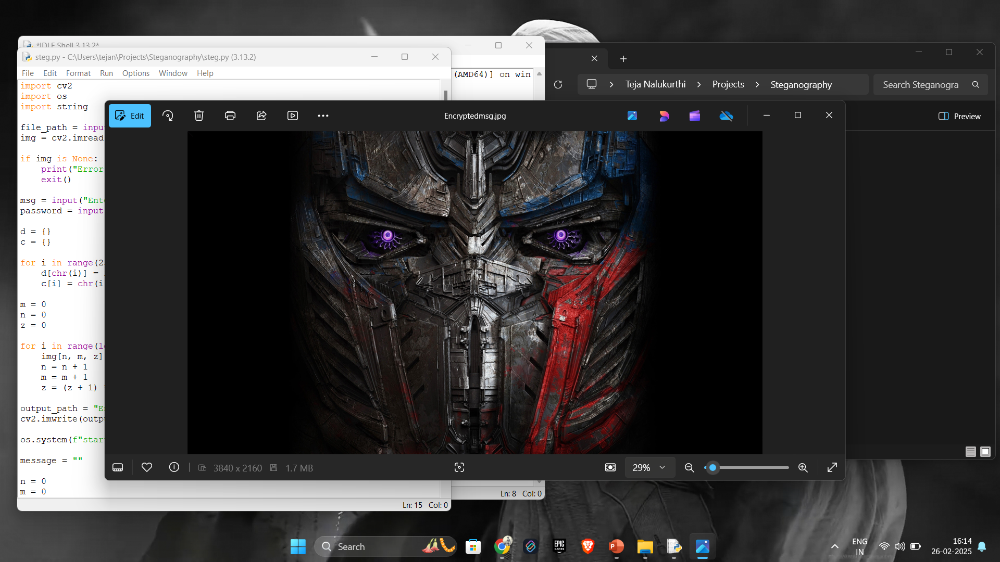 *IDLE Shell 3.13.2*
steg.py - C:\Users\tejan\Projects\Steganography\steg.py (3.13.2)
File Edit Format Run Options Window Help
(AMD64)] on win
import cv2
import os
import string
file_path = inpu
img = cv2.imread
if img is None:
print("Error
exit()
msg = input("Ent
password = input
d = {}
c = {}
for i in range(2
d[chr(i)] =
c[i] = chr(i
m = 0
n = 0
z = 0
for i in range(l
img[n, m, z]
n = n + 1
m = m + 1
z = (z + 1)
output_path = "E
cv2.imwrite(outp
os.system(f"star
message = ""
n = 0
m = 0
Ln: 15 Col: 0
Ln: 8 Col: 0
Teja Nalukurthi > Projects > Steganography
Search Steganogra
Preview
Edit
Encryptedmsg.jpg
3840 x 2160 1.7 MB
29%
Search
EPIC GAMES
P
ENG
IN
16:14
26-02-2025